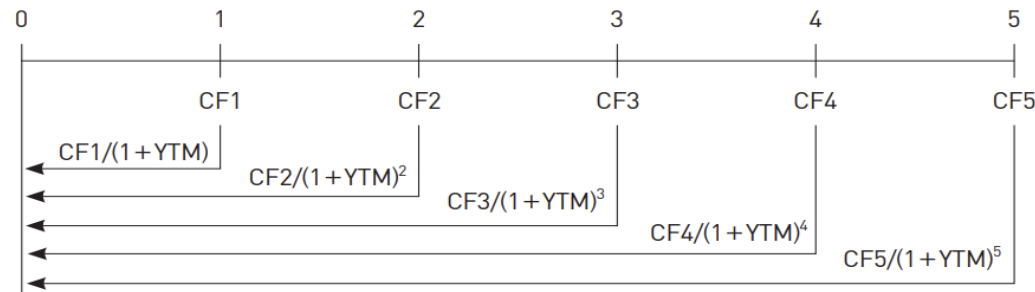 0 1 2 3 4 5
CF1 CF2 CF3 CF4 CF5
CF1/(1+YTM)
CF2/(1+YTM)²
CF3/(1+YTM)³
CF4/(1+YTM)⁴
CF5/(1+YTM)⁵